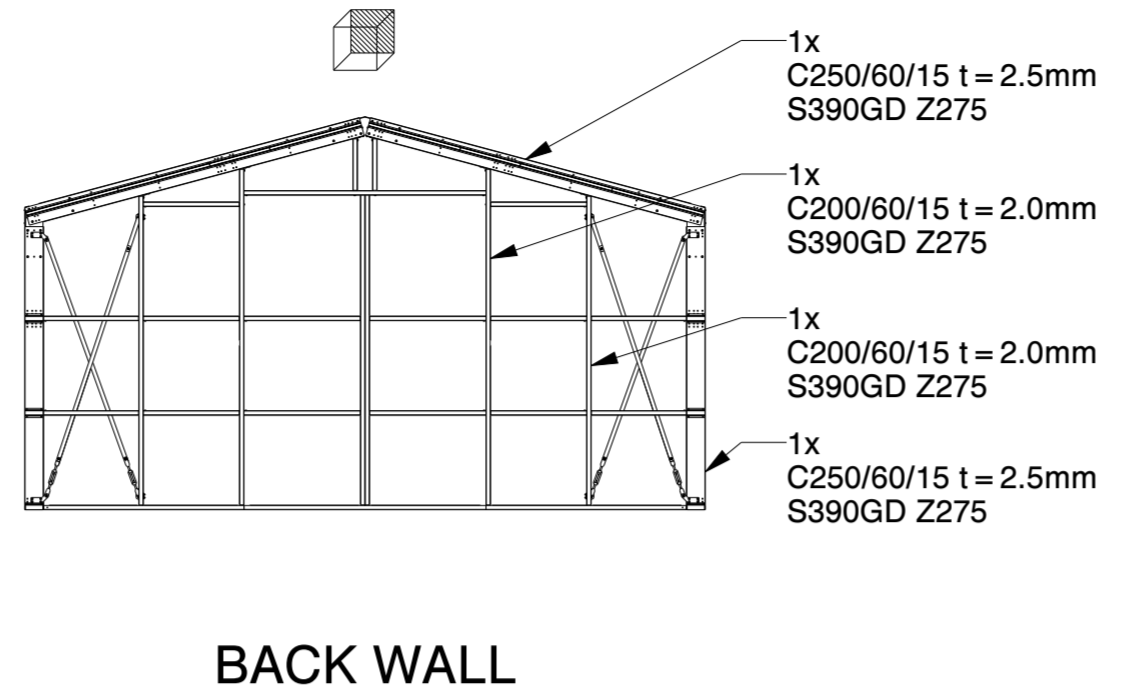 1x
C250/60/15 t = 2.5mm
S390GD Z275
1x
C200/60/15 t = 2.0mm
S390GD Z275
1x
C200/60/15 t = 2.0mm
S390GD Z275
1x
C250/60/15 t = 2.5mm
S390GD Z275
BACK WALL